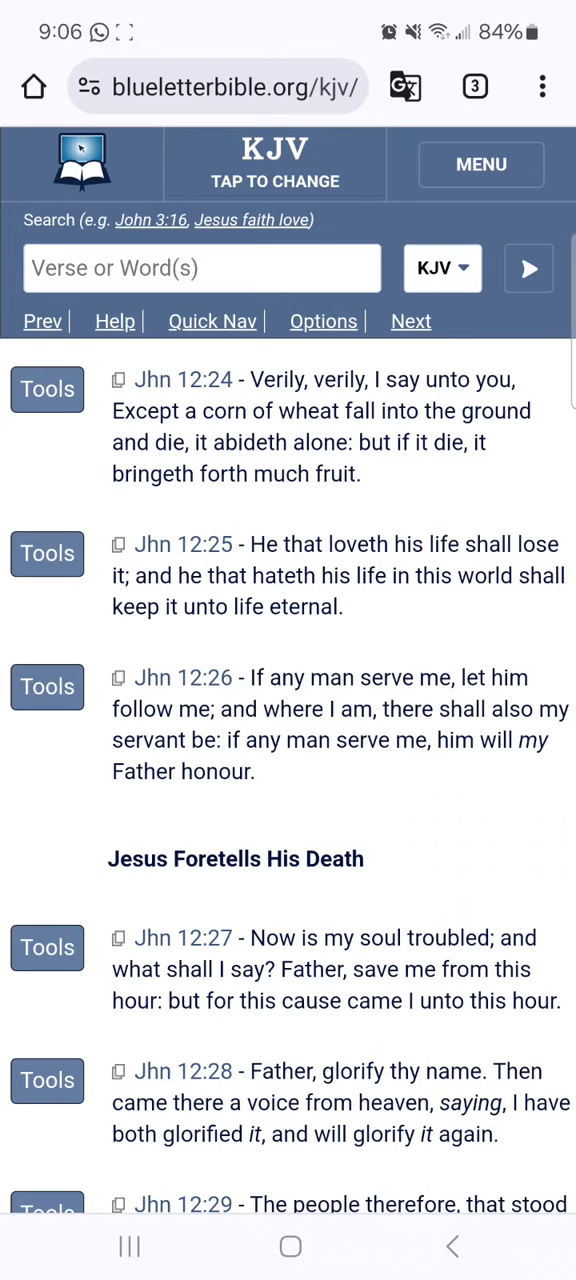 9:06 84%
blueletterbible.org/kjv/ 3
KJV
TAP TO CHANGE
MENU
Search (e.g. John 3:16, Jesus faith love)
Verse or Word(s) KJV
Prev | Help | Quick Nav | Options | Next
Tools Jhn 12:24 - Verily, verily, I say unto you,
Except a corn of wheat fall into the ground
and die, it abideth alone: but if it die, it
bringeth forth much fruit.
Tools Jhn 12:25 - He that loveth his life shall lose
it; and he that hateth his life in this world shall
keep it unto life eternal.
Tools Jhn 12:26 - If any man serve me, let him
follow me; and where I am, there shall also my
servant be: if any man serve me, him will my
Father honour.
Jesus Foretells His Death
Tools Jhn 12:27 - Now is my soul troubled; and
what shall I say? Father, save me from this
hour: but for this cause came I unto this hour.
Tools Jhn 12:28 - Father, glorify thy name. Then
came there a voice from heaven, saying, I have
both glorified it, and will glorify it again.
Tools Jhn 12:29 - The people therefore, that stood